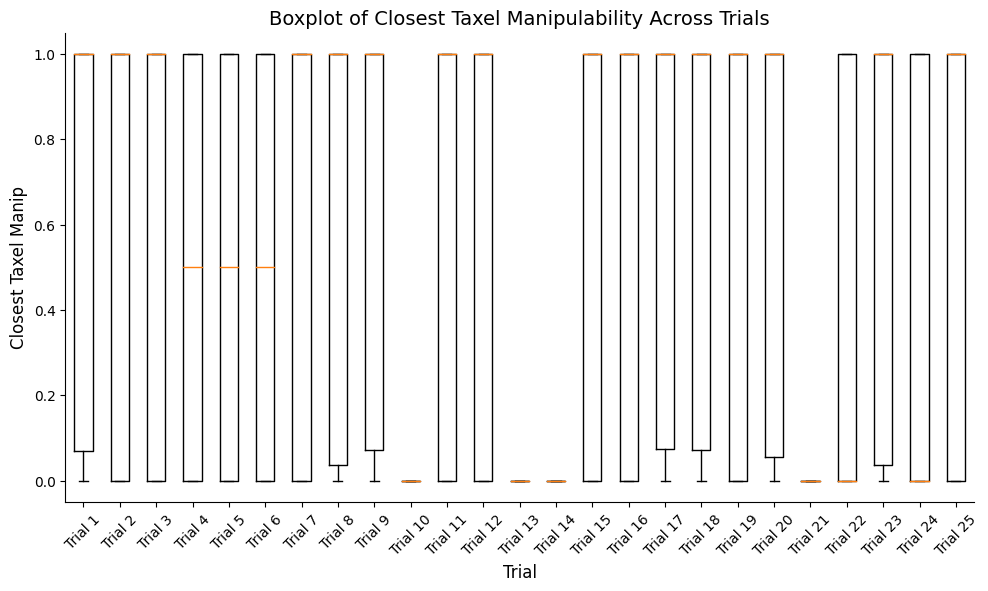 Boxplot of Closest Taxel Manipulability Across Trials
1.0
0.8
0.6
0.4
0.2
0.0
Closest Taxel Manip
Trial 1
Trial 2
Trial 3
Trial 4
Trial 5
Trial 6
Trial 7
Trial 8
Trial 9
Trial 10
Trial 11
Trial 12
Trial 13
Trial 14
Trial 15
Trial 16
Trial 17
Trial 18
Trial 19
Trial 20
Trial 21
Trial 22
Trial 23
Trial 24
Trial 25
Trial